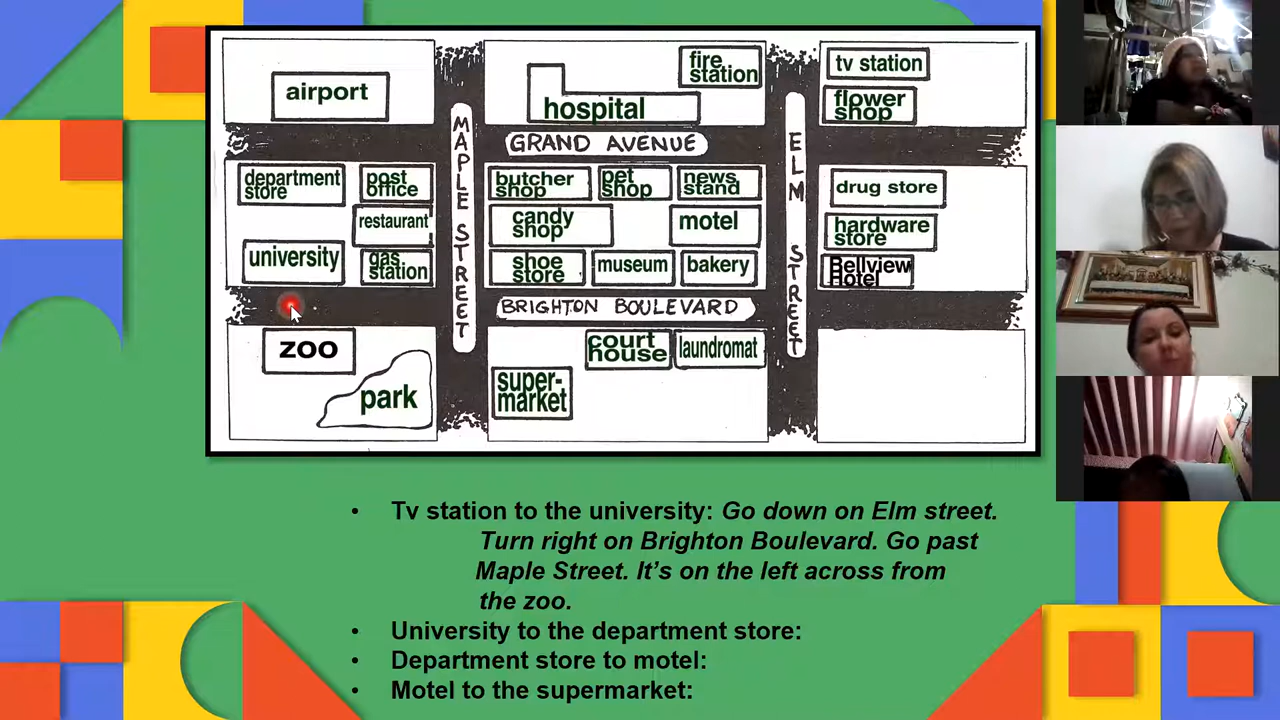 airport
hospital
fire
station
tv station
flower
shop
GRAND AVENUE
MAPLE STREET
ELM STREET
department
store
post
office
restaurant
university
gas
station
butcher
shop
pet
shop
news
stand
candy
shop
motel
shoe
store
museum
bakery
drug store
hardware
store
Bellview
Hotel
BRIGHTON BOULEVARD
zoo
park
court
house
laundromat
super-
market
• Tv station to the university: Go down on Elm street.
Turn right on Brighton Boulevard. Go past
Maple Street. It's on the left across from
the zoo.
• University to the department store:
• Department store to motel:
• Motel to the supermarket: